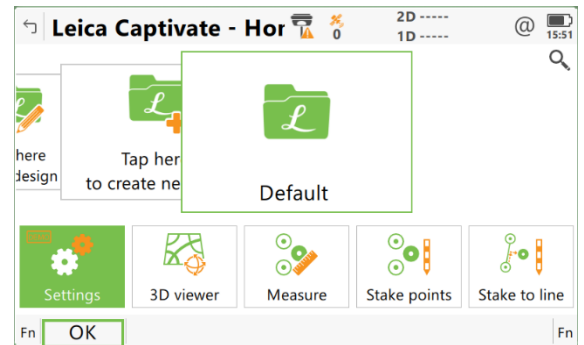 Leica Captivate - Hor
0
2D -----
1D -----
@
15:51
here
design
Tap her
to create ne
Default
Settings
3D viewer
Measure
Stake points
Stake to line
Fn
OK
Fn